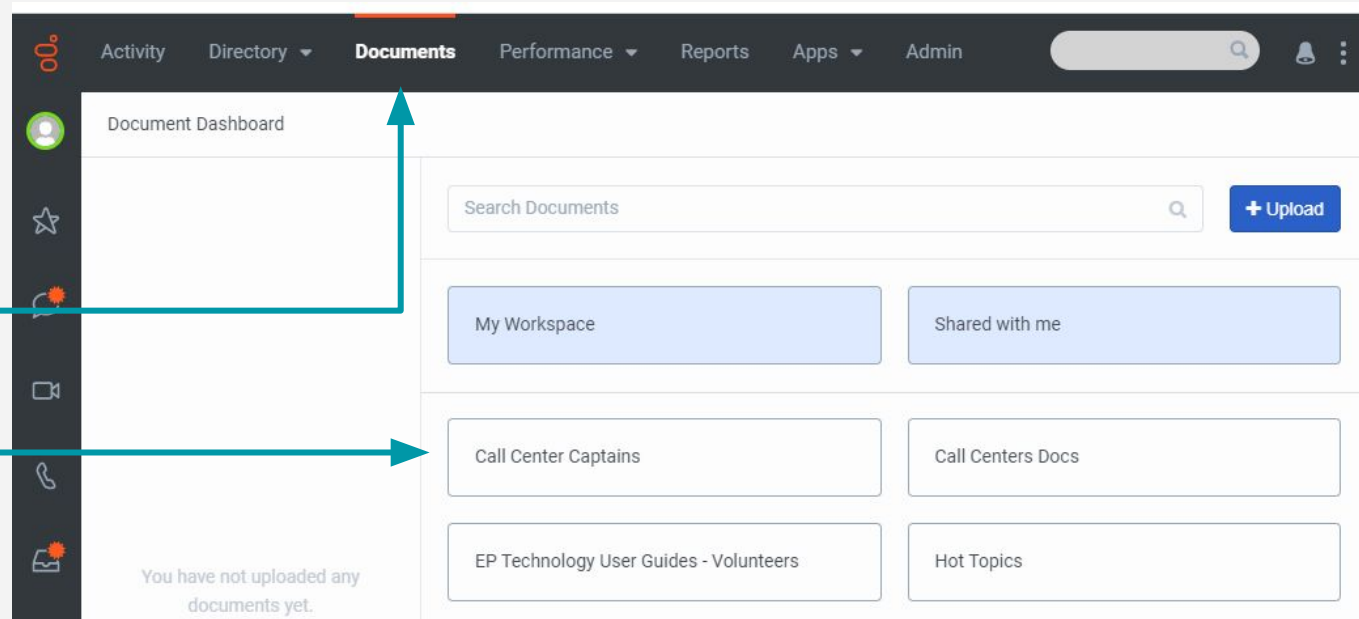 Activity Directory Documents Performance Reports Apps Admin
Document Dashboard
Search Documents
+ Upload
My Workspace
Shared with me
Call Center Captains
Call Centers Docs
EP Technology User Guides - Volunteers
Hot Topics
You have not uploaded any
documents yet.